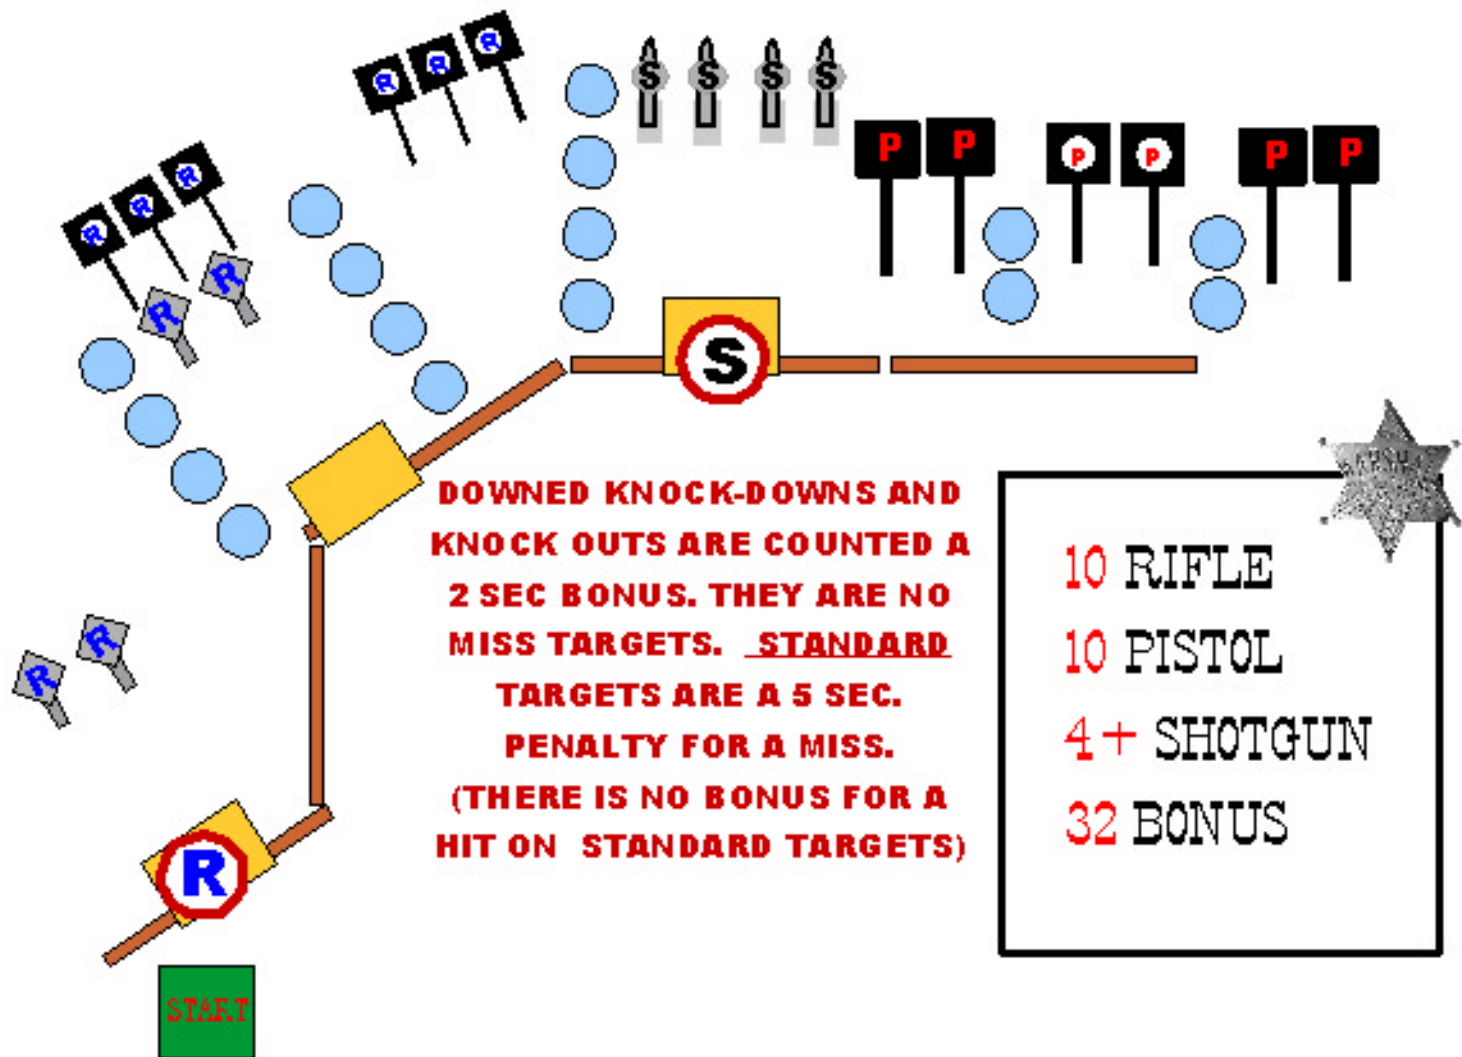 R R R
S S S S
P P P P P P
R R R
R R
S
DOWNED KNOCK-DOWNS AND
KNOCK OUTS ARE COUNTED A
2 SEC BONUS. THEY ARE NO
MISS TARGETS. STANDARD
TARGETS ARE A 5 SEC.
PENALTY FOR A MISS.
(THERE IS NO BONUS FOR A
HIT ON STANDARD TARGETS)
10 RIFLE
10 PISTOL
4+ SHOTGUN
32 BONUS
R R
R
START